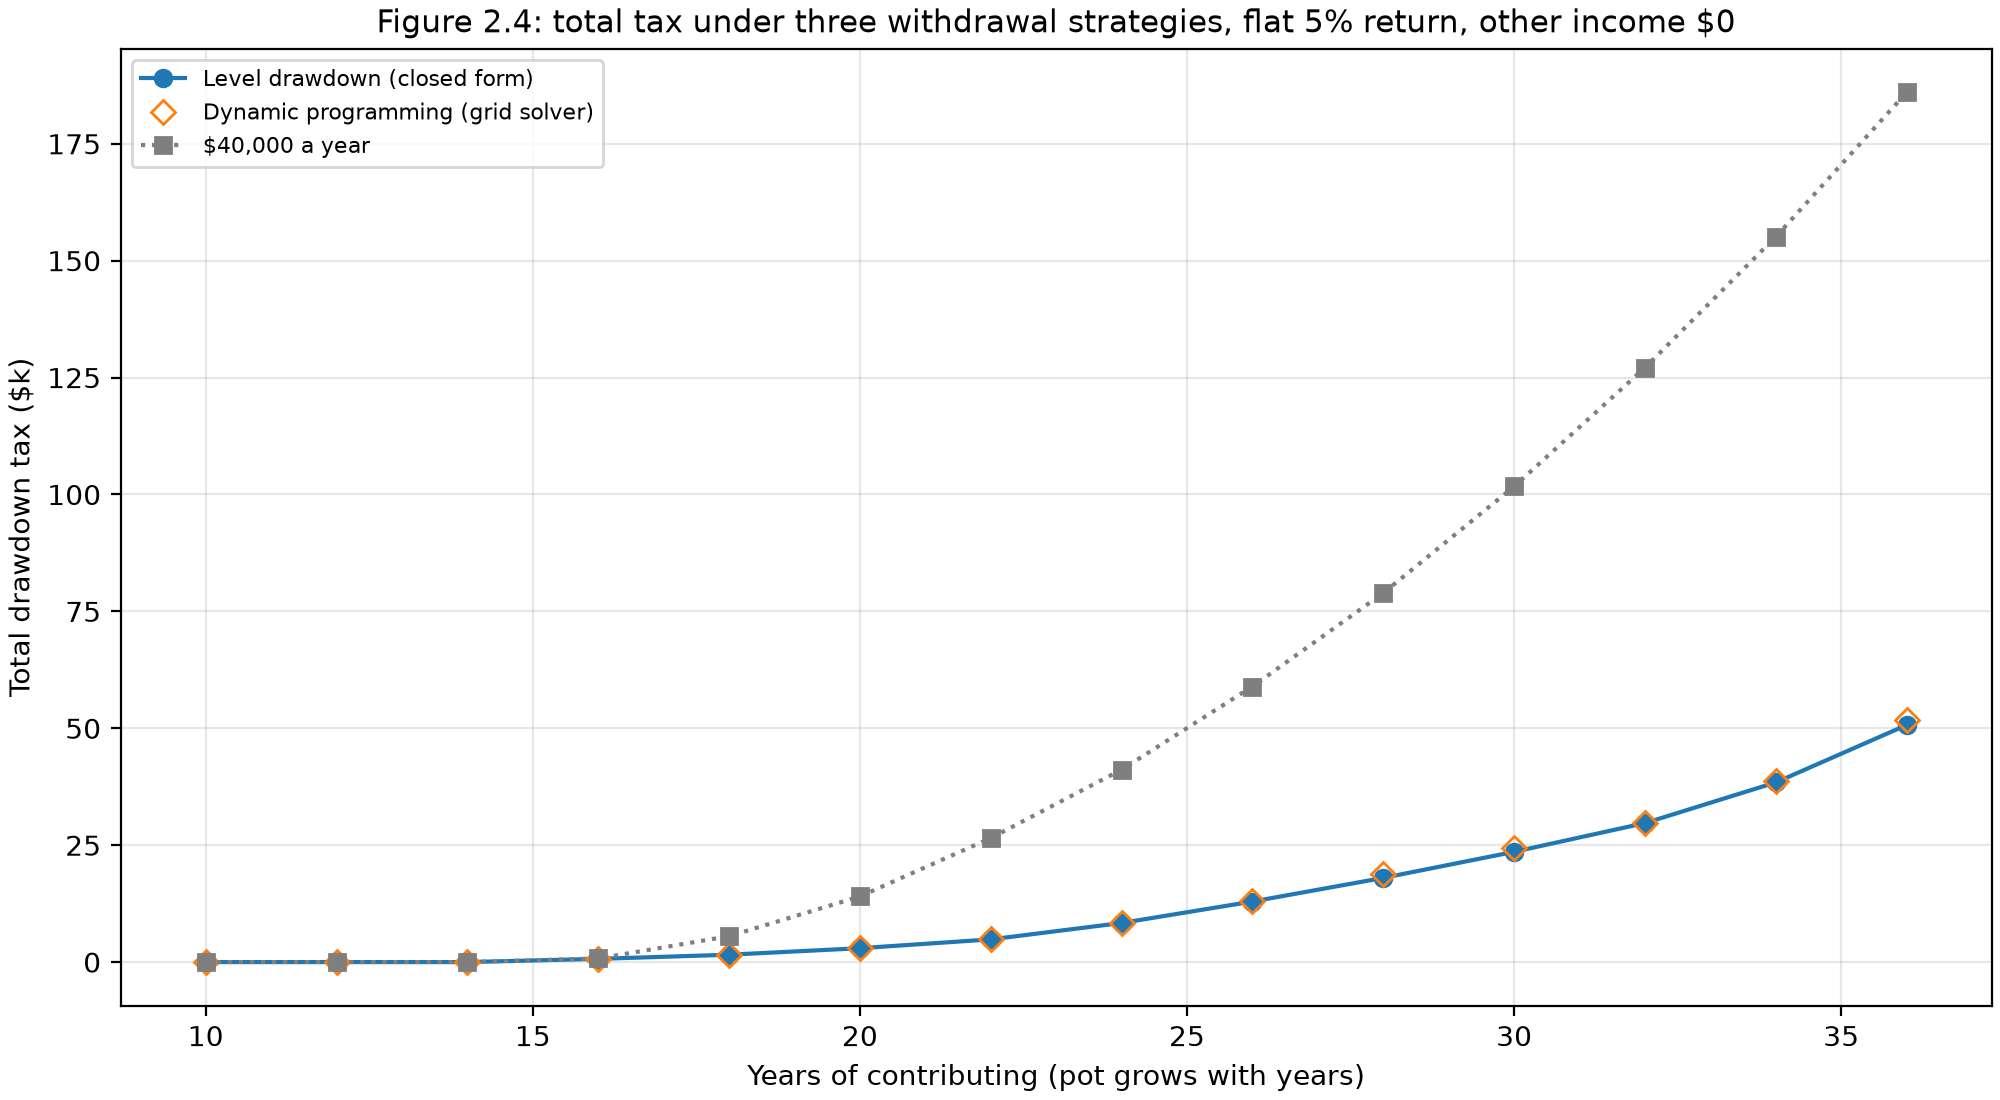 Figure 2.4: total tax under three withdrawal strategies, flat 5% return, other income $0
Level drawdown (closed form)
Dynamic programming (grid solver)
$40,000 a year
Total drawdown tax ($k)
175
150
125
100
75
50
25
0
10 15 20 25 30 35
Years of contributing (pot grows with years)